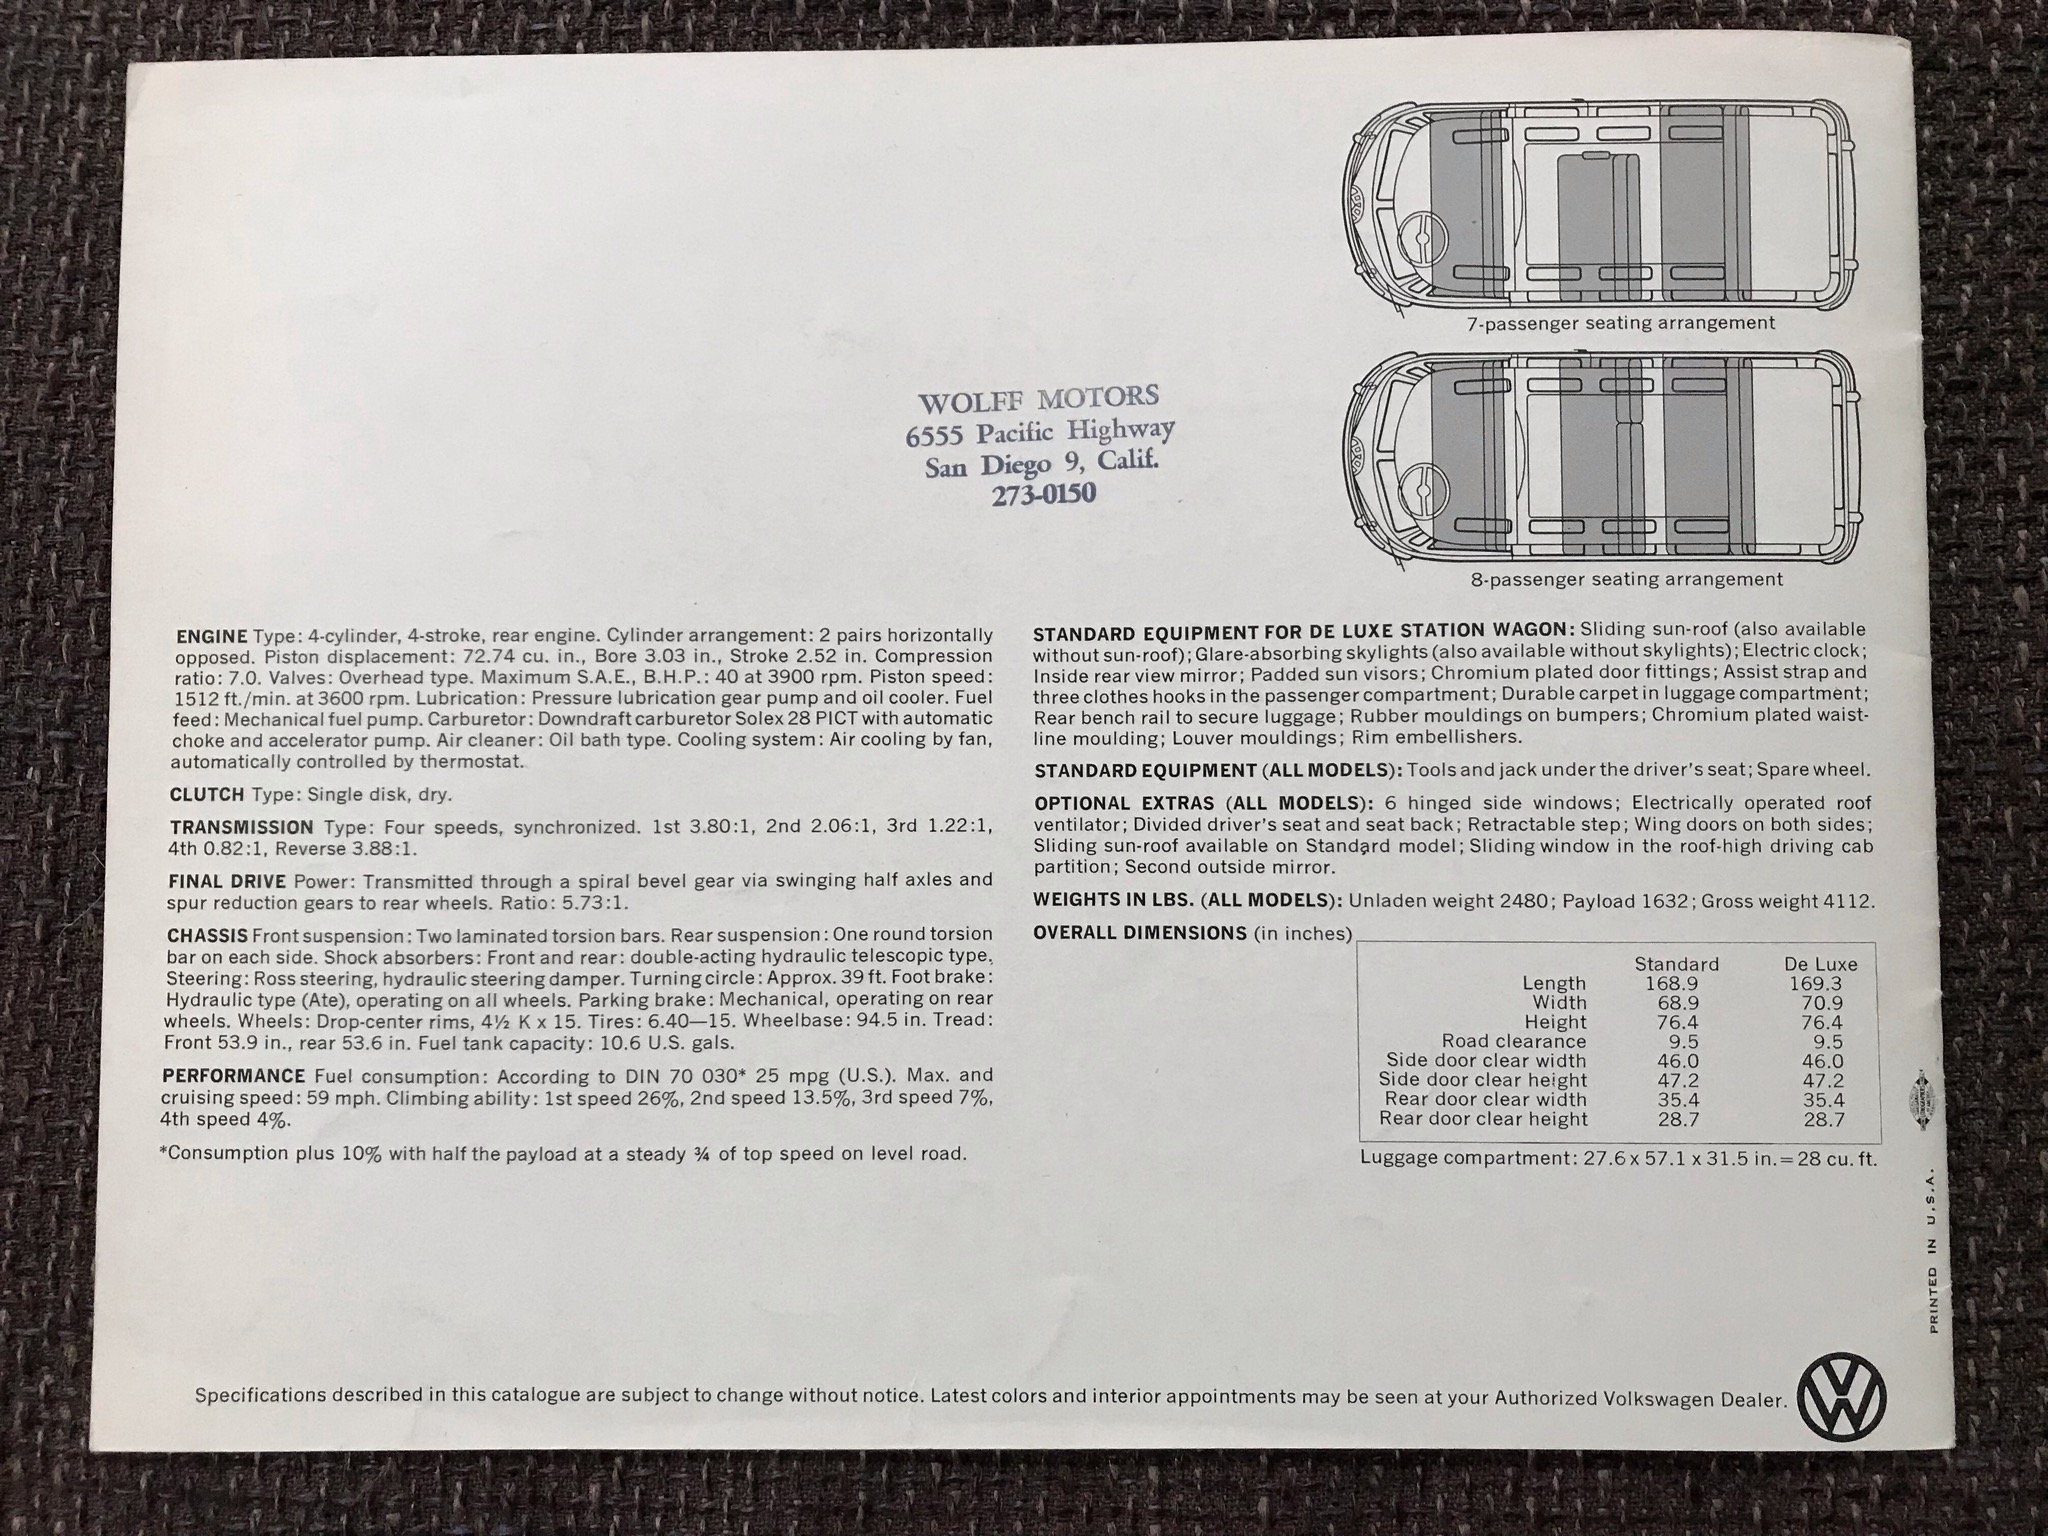 7-passenger seating arrangement
8-passenger seating arrangement
WOLFF MOTORS
6555 Pacific Highway
San Diego 9, Calif.
273-0150
ENGINE Type: 4-cylinder, 4-stroke, rear engine. Cylinder arrangement: 2 pairs horizontally
opposed. Piston displacement: 72.74 cu. in., Bore 3.03 in., Stroke 2.52 in. Compression
ratio: 7.0. Valves: Overhead type. Maximum S.A.E., B.H.P.: 40 at 3900 rpm. Piston speed:
1512 ft./min. at 3600 rpm. Lubrication: Pressure lubrication gear pump and oil cooler. Fuel
feed: Mechanical fuel pump. Carburetor: Downdraft carburetor Solex 28 PICT with automatic
choke and accelerator pump. Air cleaner: Oil bath type. Cooling system: Air cooling by fan,
automatically controlled by thermostat.
CLUTCH Type: Single disk, dry.
TRANSMISSION Type: Four speeds, synchronized. 1st 3.80:1, 2nd 2.06:1, 3rd 1.22:1,
4th 0.82:1, Reverse 3.88:1.
FINAL DRIVE Power: Transmitted through a spiral bevel gear via swinging half axles and
spur reduction gears to rear wheels. Ratio: 5.73:1.
CHASSIS Front suspension: Two laminated torsion bars. Rear suspension: One round torsion
bar on each side. Shock absorbers: Front and rear: double-acting hydraulic telescopic type,
Steering: Ross steering, hydraulic steering damper. Turning circle: Approx. 39 ft. Foot brake:
Hydraulic type (Ate), operating on all wheels. Parking brake: Mechanical, operating on rear
wheels. Wheels: Drop-center rims, 4½ K x 15. Tires: 6.40—15. Wheelbase: 94.5 in. Tread:
Front 53.9 in., rear 53.6 in. Fuel tank capacity: 10.6 U.S. gals.
PERFORMANCE Fuel consumption: According to DIN 70 030* 25 mpg (U.S.). Max. and
cruising speed: 59 mph. Climbing ability: 1st speed 26%, 2nd speed 13.5%, 3rd speed 7%,
4th speed 4%.
*Consumption plus 10% with half the payload at a steady ¾ of top speed on level road.
STANDARD EQUIPMENT FOR DE LUXE STATION WAGON: Sliding sun-roof (also available
without sun-roof); Glare-absorbing skylights (also available without skylights); Electric clock;
Inside rear view mirror; Padded sun visors; Chromium plated door fittings; Assist strap and
three clothes hooks in the passenger compartment; Durable carpet in luggage compartment;
Rear bench rail to secure luggage; Rubber mouldings on bumpers; Chromium plated waist-
line moulding; Louver mouldings; Rim embellishers.
STANDARD EQUIPMENT (ALL MODELS): Tools and jack under the driver's seat; Spare wheel.
OPTIONAL EXTRAS (ALL MODELS): 6 hinged side windows; Electrically operated roof
ventilator; Divided driver's seat and seat back; Retractable step; Wing doors on both sides;
Sliding sun-roof available on Standard model; Sliding window in the roof-high driving cab
partition; Second outside mirror.
WEIGHTS IN LBS. (ALL MODELS): Unladen weight 2480; Payload 1632; Gross weight 4112.
OVERALL DIMENSIONS (in inches)
Standard De Luxe
Length 168.9 169.3
Width 68.9 70.9
Height 76.4 76.4
Road clearance 9.5 9.5
Side door clear width 46.0 46.0
Side door clear height 47.2 47.2
Rear door clear width 35.4 35.4
Rear door clear height 28.7 28.7
Luggage compartment: 27.6 x 57.1 x 31.5 in. = 28 cu. ft.
PRINTED IN U.S.A.
Specifications described in this catalogue are subject to change without notice. Latest colors and interior appointments may be seen at your Authorized Volkswagen Dealer.
VW